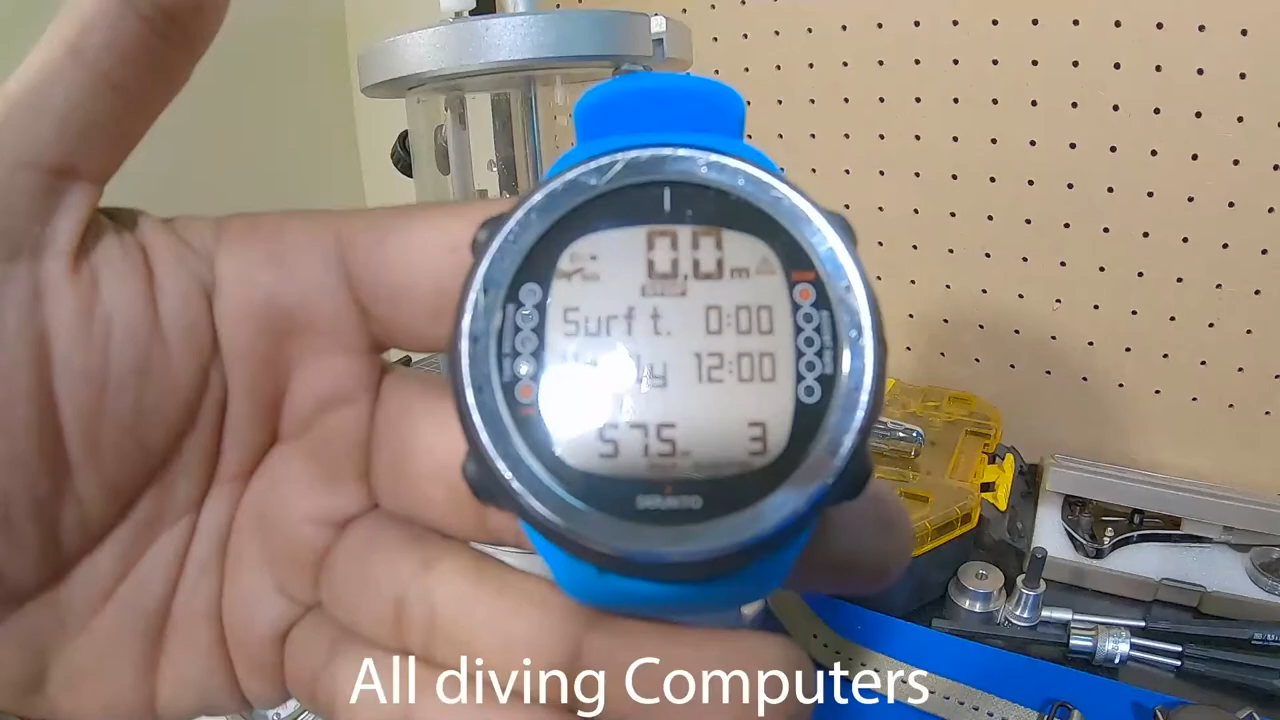 0.0 m
Surf t. 0:00
12:00
575 3
SUUNTO
All diving Computers